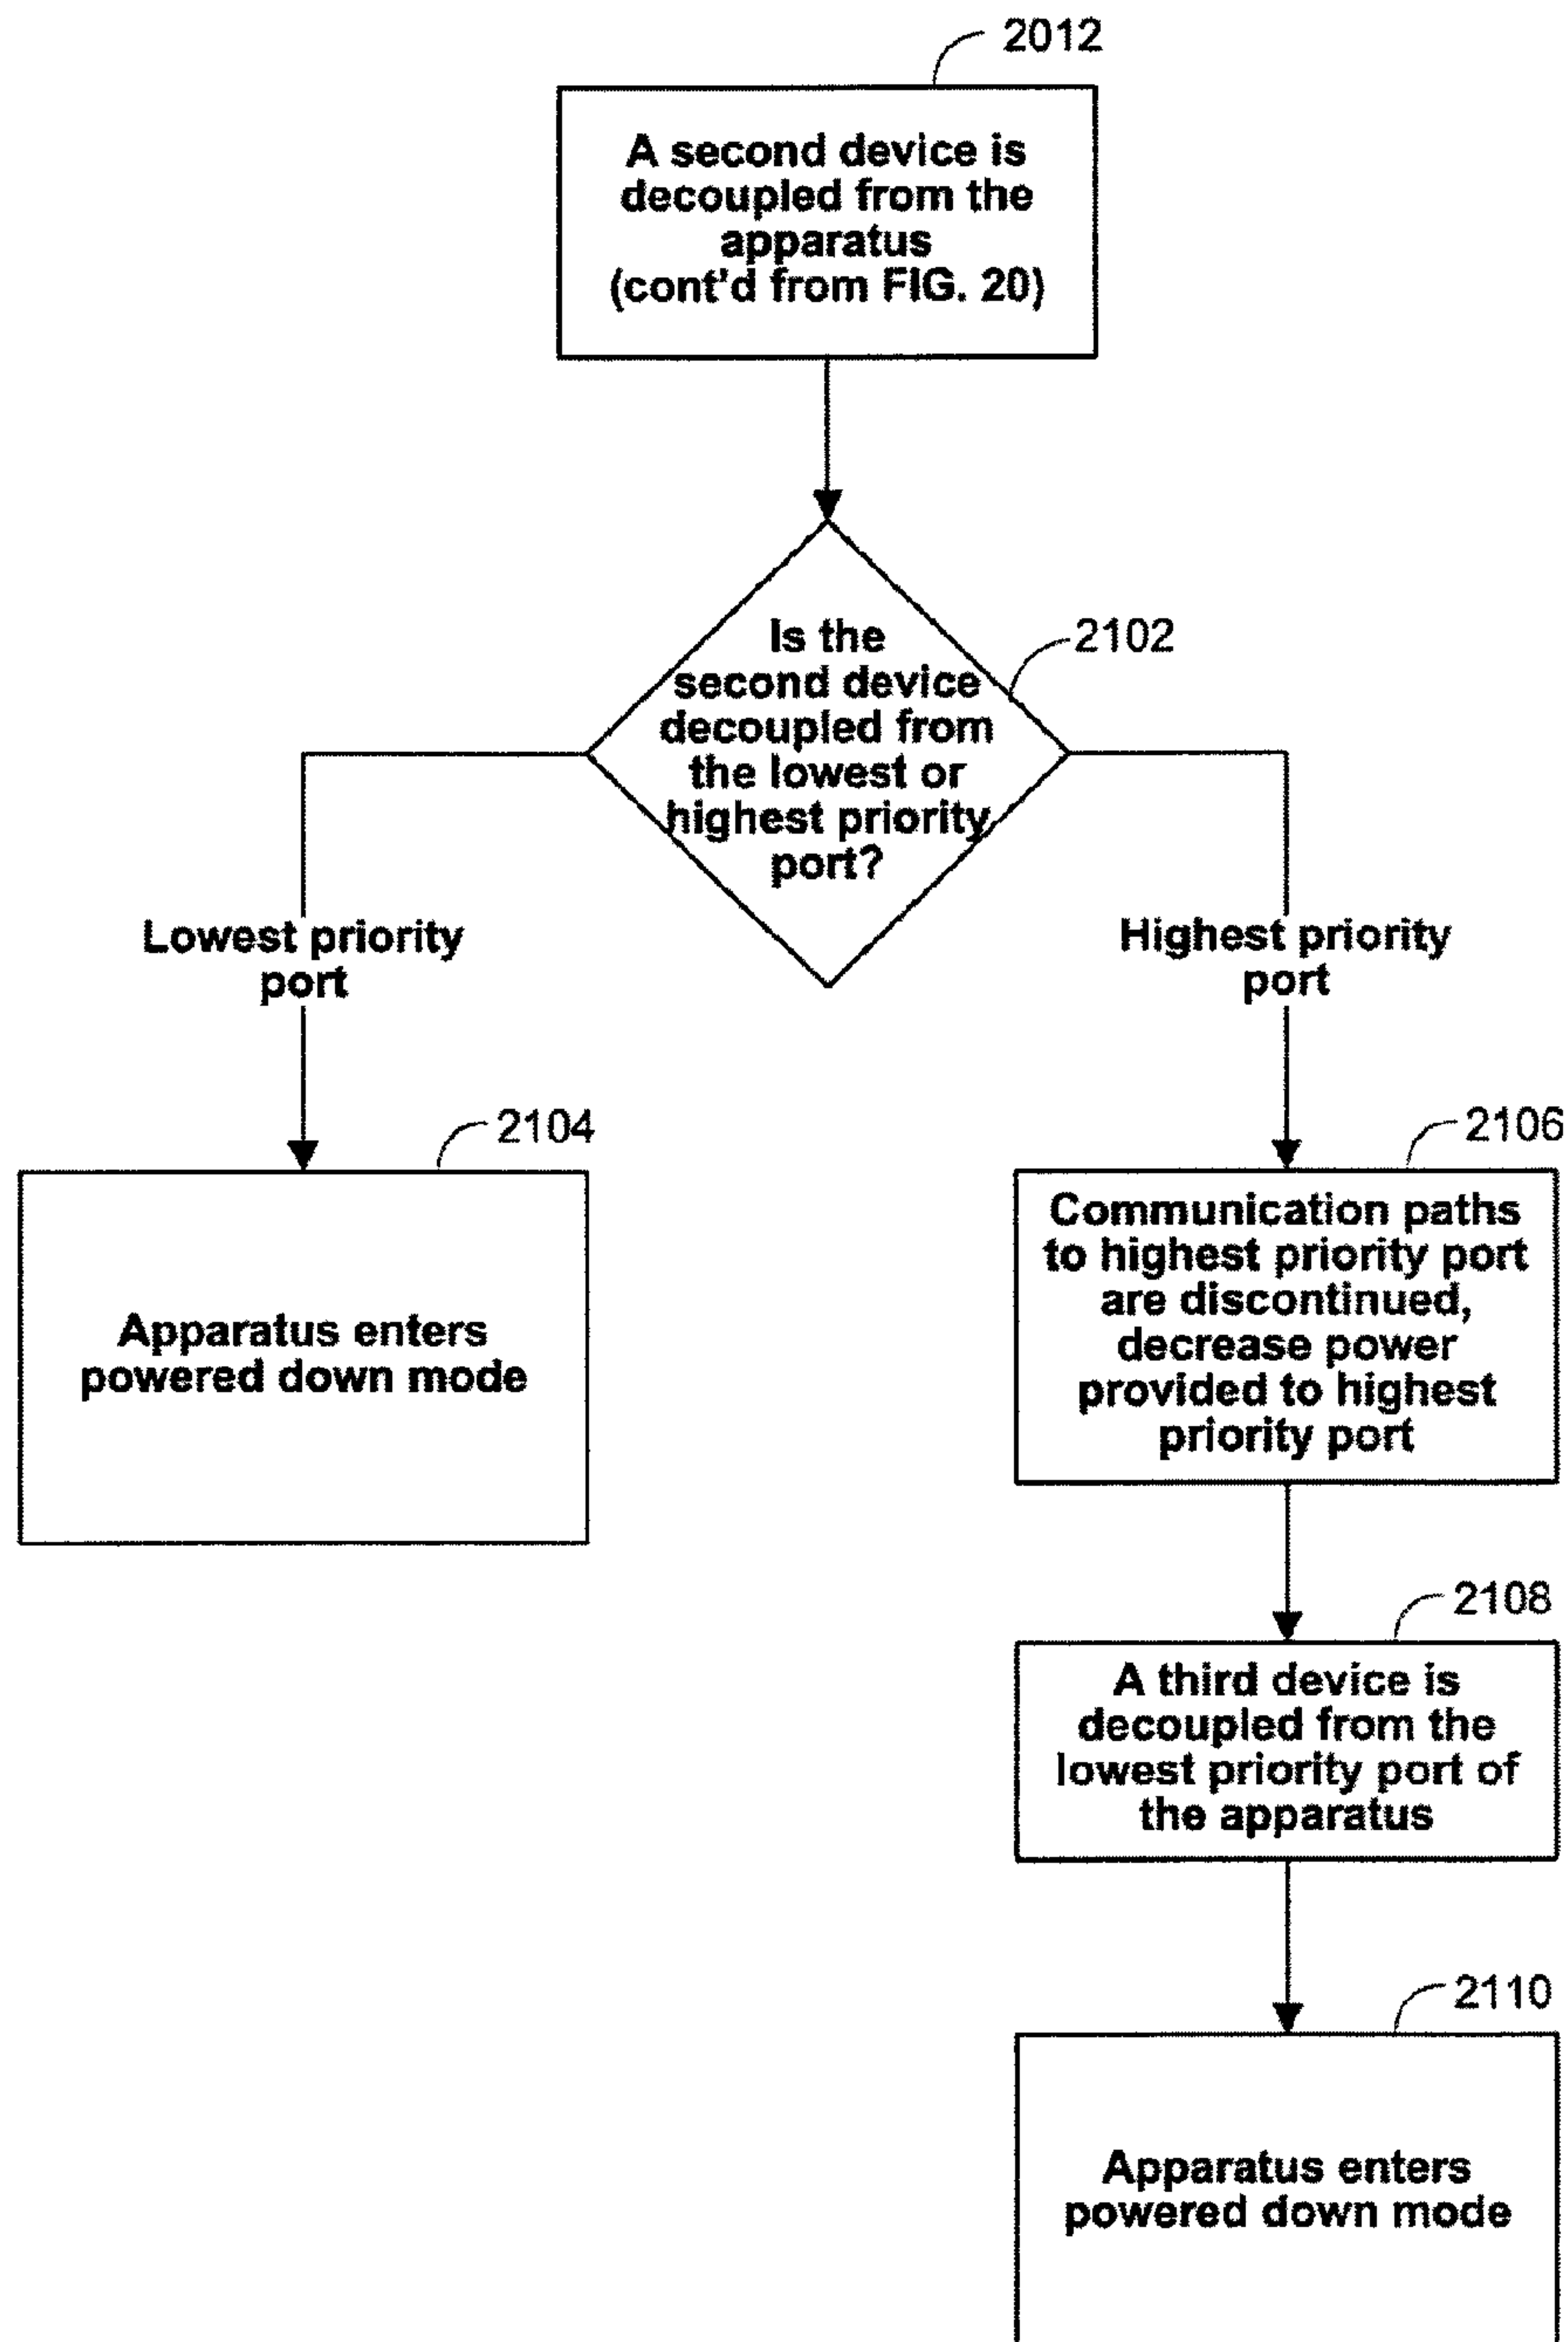 2012
A second device is
decoupled from the
apparatus
(cont'd from FIG. 20)
2102
Is the
second device
decoupled from
the lowest or
highest priority
port?
Lowest priority
port
Highest priority
port
2104
Apparatus enters
powered down mode
2106
Communication paths
to highest priority port
are discontinued,
decrease power
provided to highest
priority port
2108
A third device is
decoupled from the
lowest priority port of
the apparatus
2110
Apparatus enters
powered down mode